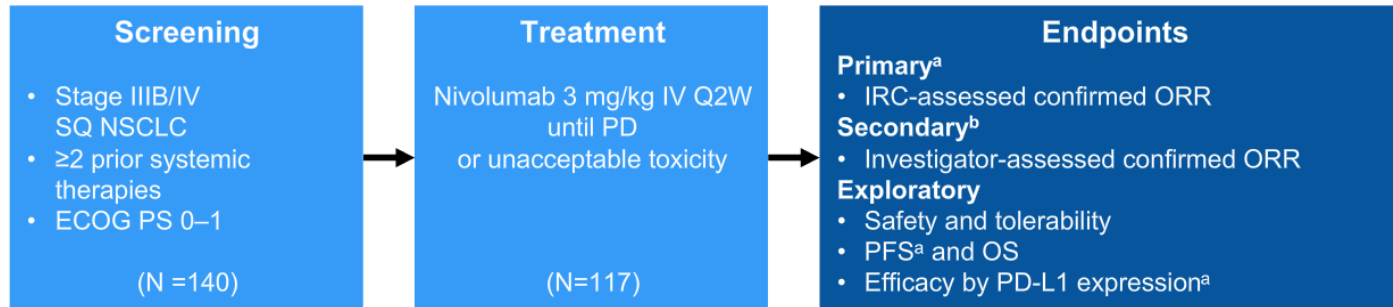 Screening
• Stage IIIB/IV
SQ NSCLC
• ≥2 prior systemic
therapies
• ECOG PS 0–1
(N =140)
Treatment
Nivolumab 3 mg/kg IV Q2W
until PD
or unacceptable toxicity
(N=117)
Endpoints
Primaryᵃ
• IRC-assessed confirmed ORR
Secondaryᵇ
• Investigator-assessed confirmed ORR
Exploratory
• Safety and tolerability
• PFSᵃ and OS
• Efficacy by PD-L1 expressionᵃ